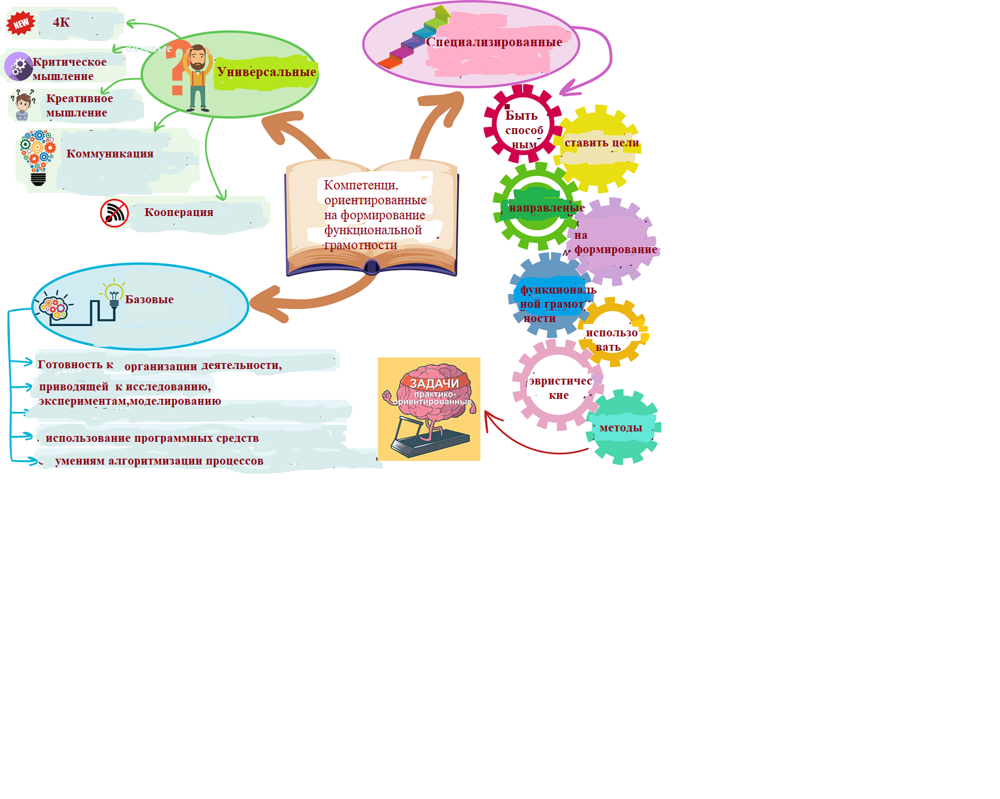 NEW
4К
базовые
Критическое
мышление
Креативное
мышление
Коммуникация
Кооперация
Универсальные
Специализированные
Компетенци,
ориентированные
на формирование
функциональной
грамотности
Быть
способ
ным
ставить цели
направленые
на
формирование
функциональ
ной грамот
ности
использо
вать
эвристичес
кие
методы
Базовые
Готовность к организации деятельности,
приводящей к исследованию,
экспериментам,моделированию
использование программных средств
умениям алгоритмизации процессов
ЗАДАЧИ
практико-
ориентированные